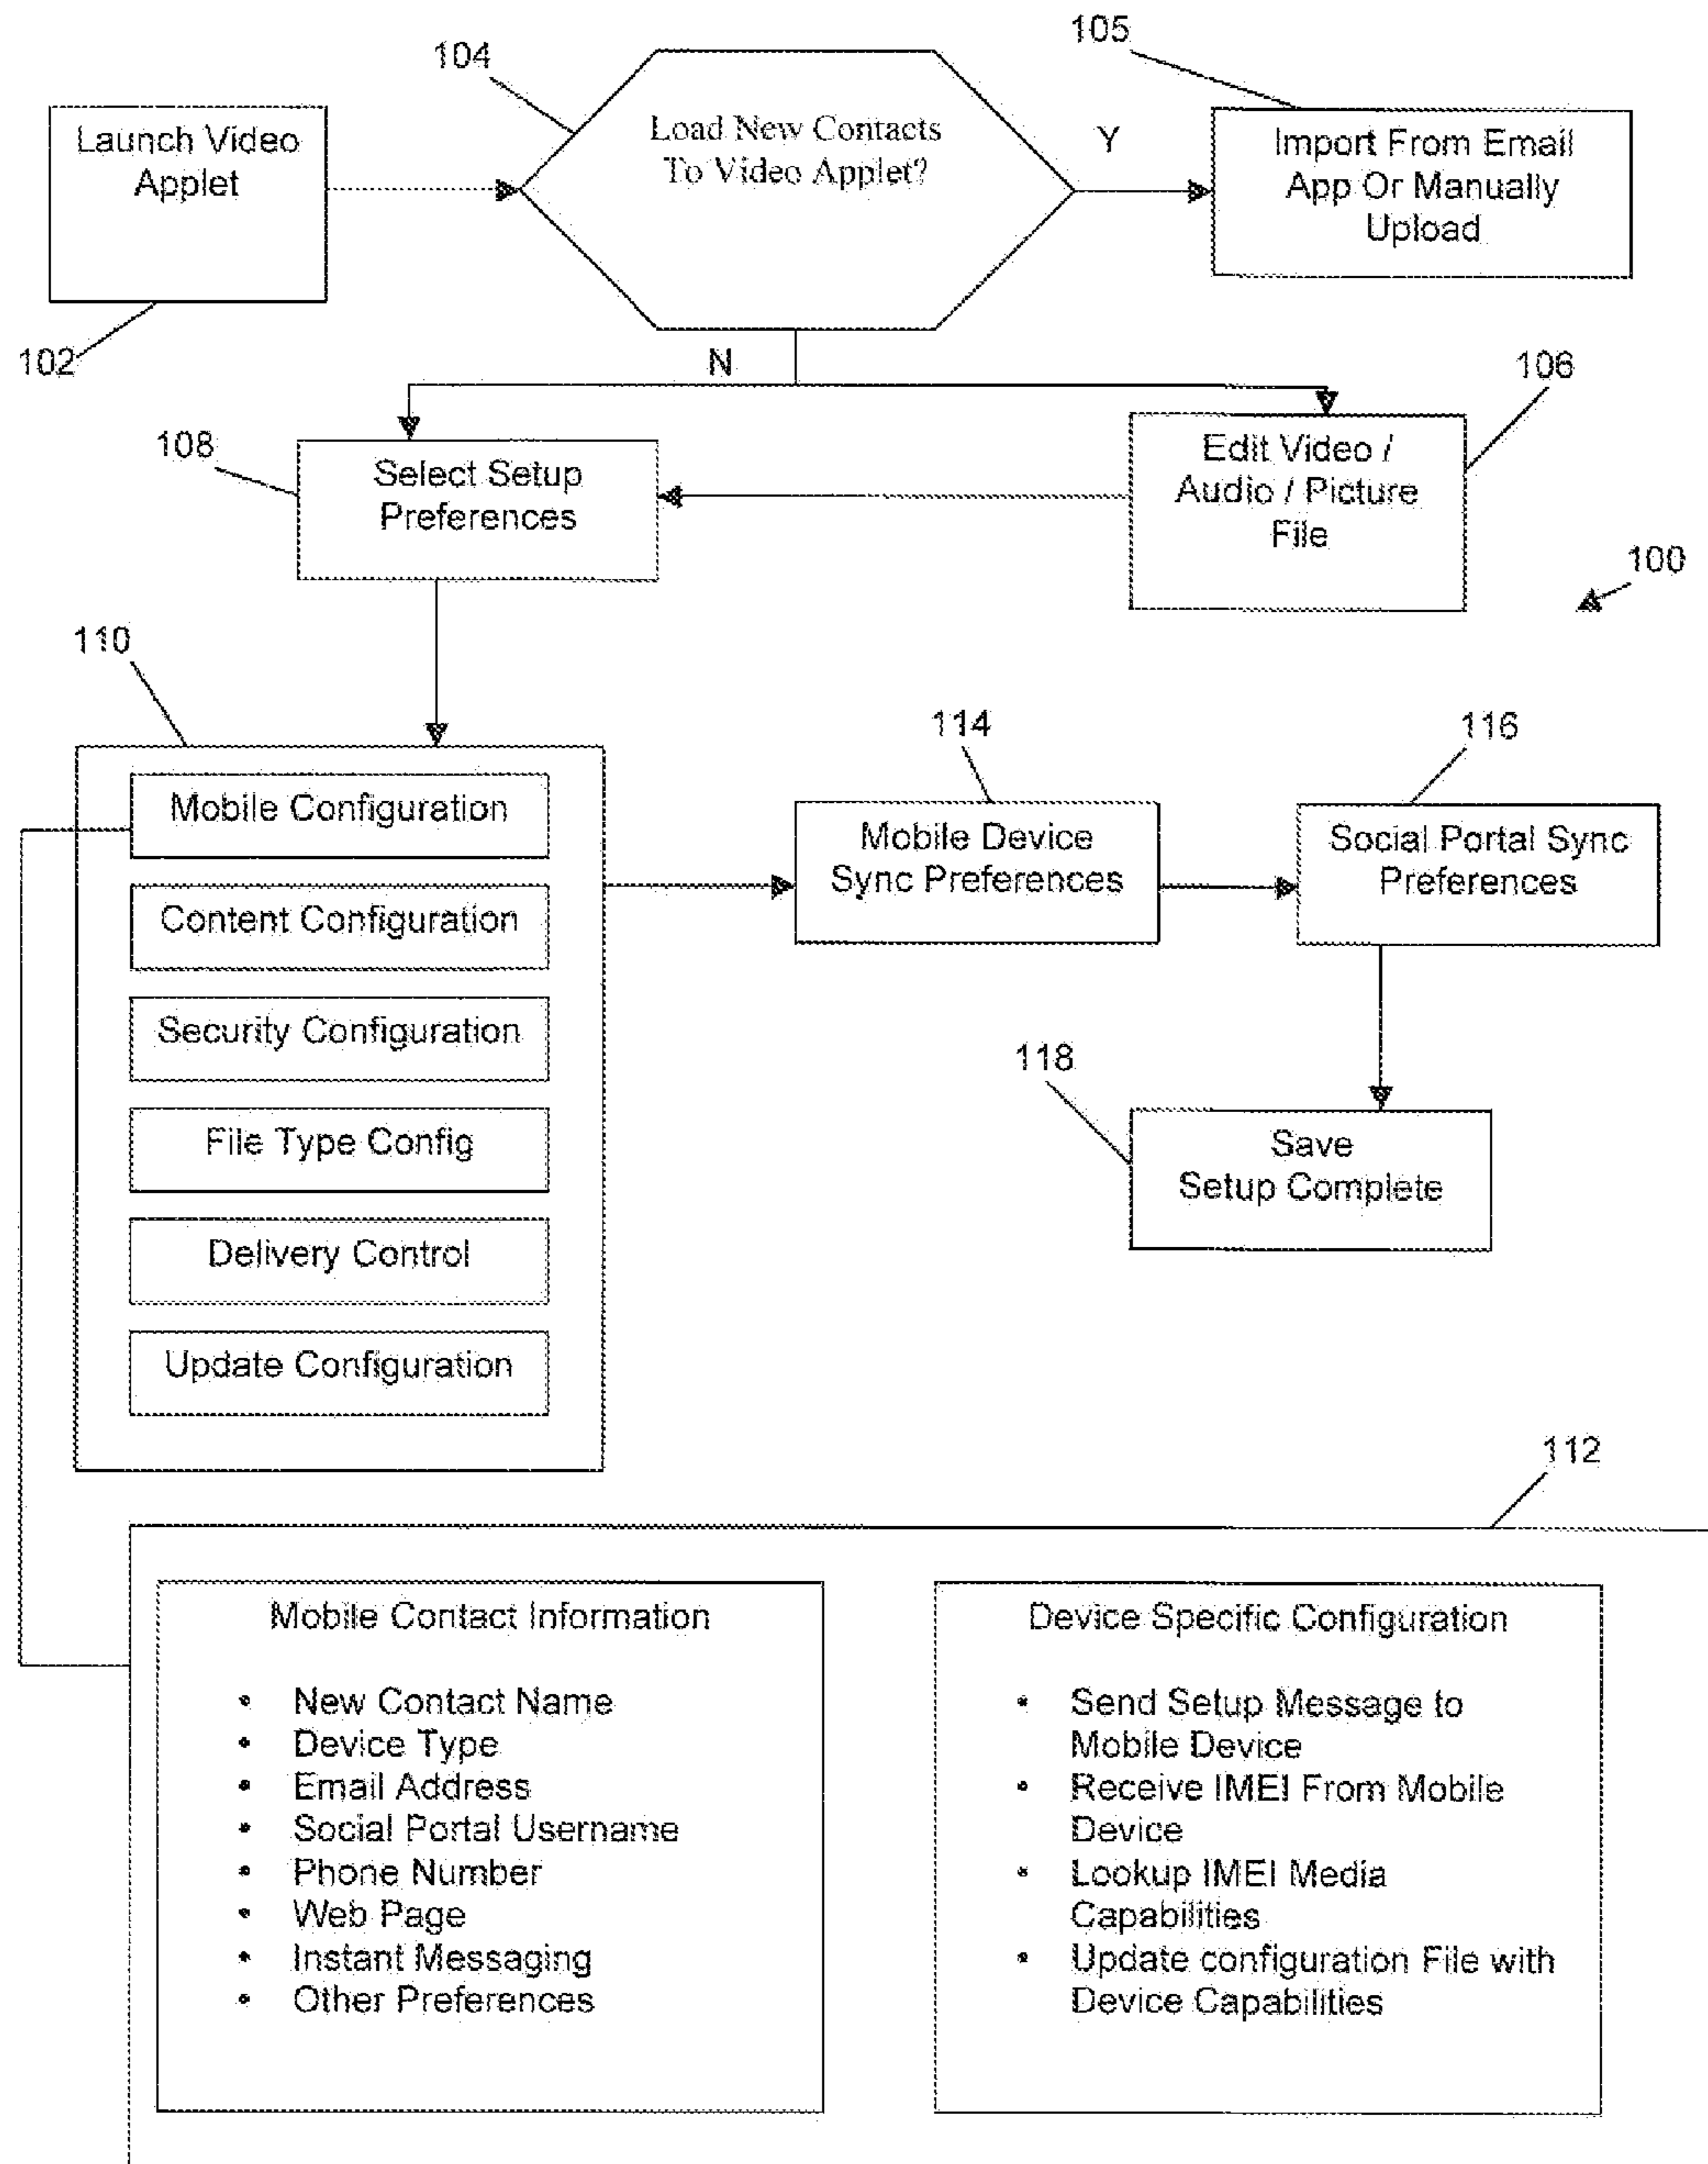 104
105
Launch Video
Applet
Load New Contacts
To Video Applet?
Y
Import From Email
App Or Manually
Upload
102
N
106
108
Select Setup
Preferences
Edit Video /
Audio / Picture
File
100
110
114
116
Mobile Configuration
Content Configuration
Security Configuration
File Type Config
Delivery Control
Update Configuration
Mobile Device
Sync Preferences
Social Portal Sync
Preferences
118
Save
Setup Complete
112
Mobile Contact Information
• New Contact Name
• Device Type
• Email Address
• Social Portal Username
• Phone Number
• Web Page
• Instant Messaging
• Other Preferences
Device Specific Configuration
• Send Setup Message to
Mobile Device
• Receive IMEI From Mobile
Device
• Lookup IMEI Media
Capabilities
• Update configuration File with
Device Capabilities